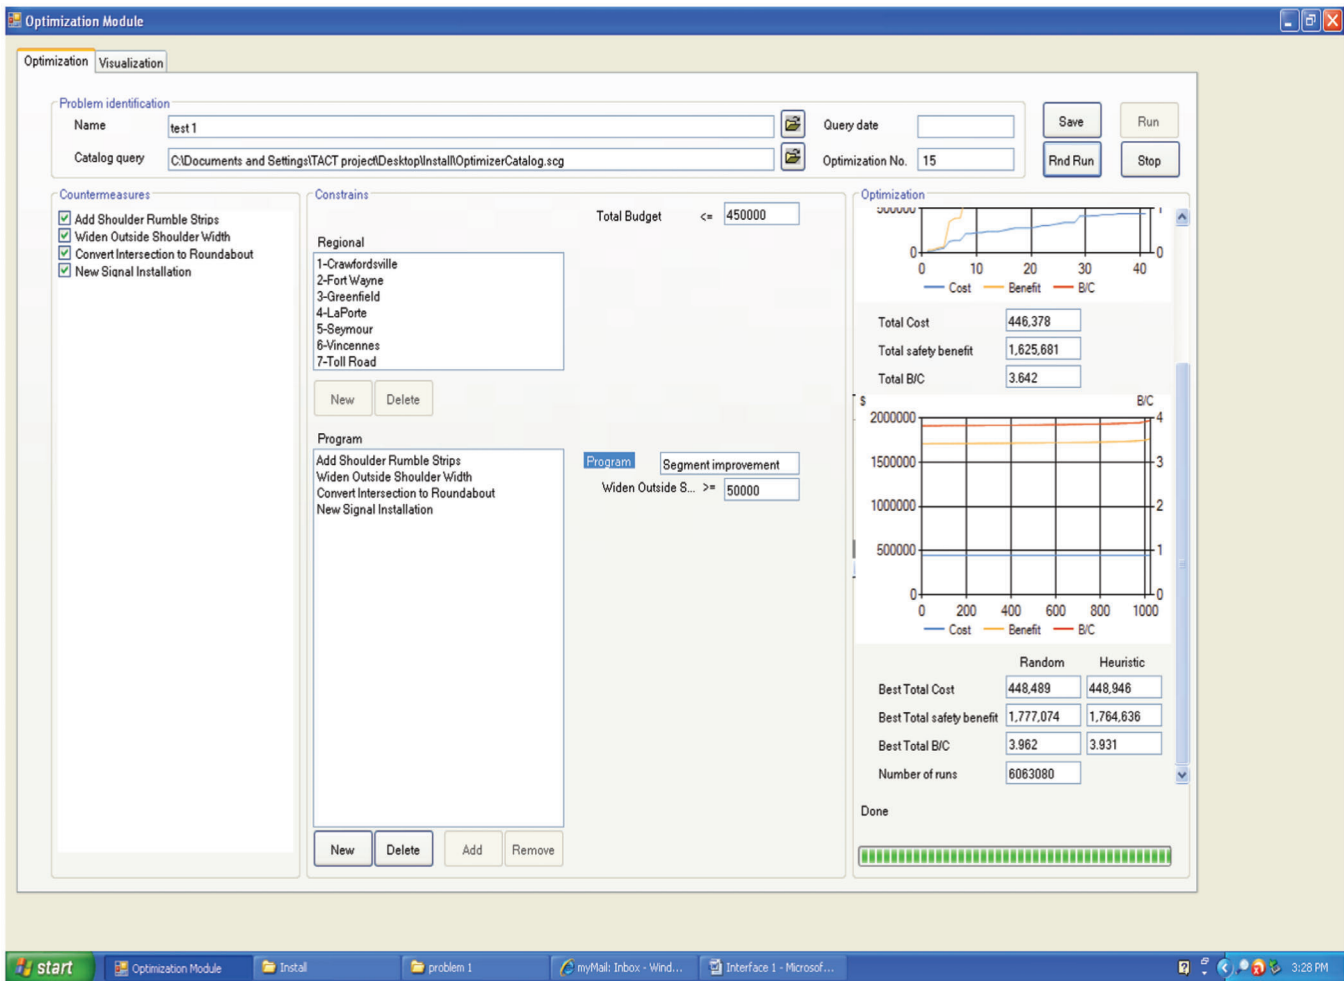 Optimization Module
Optimization Visualization
Problem identification
Name test 1 Query date Save Run
Catalog query C:\Documents and Settings\TACT project\Desktop\Install\OptimizerCatalog.scg Optimization No. 15 Rnd Run Stop
Countermeasures
Add Shoulder Rumble Strips
Widen Outside Shoulder Width
Convert Intersection to Roundabout
New Signal Installation
Constrains
Total Budget <= 450000
Regional
1-Crawfordsville
2-Fort Wayne
3-Greenfield
4-LaPorte
5-Seymour
6-Vincennes
7-Toll Road
New Delete
Program
Add Shoulder Rumble Strips
Widen Outside Shoulder Width
Convert Intersection to Roundabout
New Signal Installation
Program Segment improvement
Widen Outside S... >= 50000
New Delete Add Remove
Optimization
500000 1
0 0
0 10 20 30 40
Cost Benefit B/C
Total Cost 446,378
Total safety benefit 1,625,681
Total B/C 3.642
$ B/C
2000000 4
1500000 3
1000000 2
500000 1
0 0
0 200 400 600 800 1000
Cost Benefit B/C
Random Heuristic
Best Total Cost 448,489 448,946
Best Total safety benefit 1,777,074 1,764,636
Best Total B/C 3.962 3.931
Number of runs 6063080
Done
start Optimization Module Install problem 1 myMail: Inbox - Wind... Interface 1 - Microsof... 3:28 PM